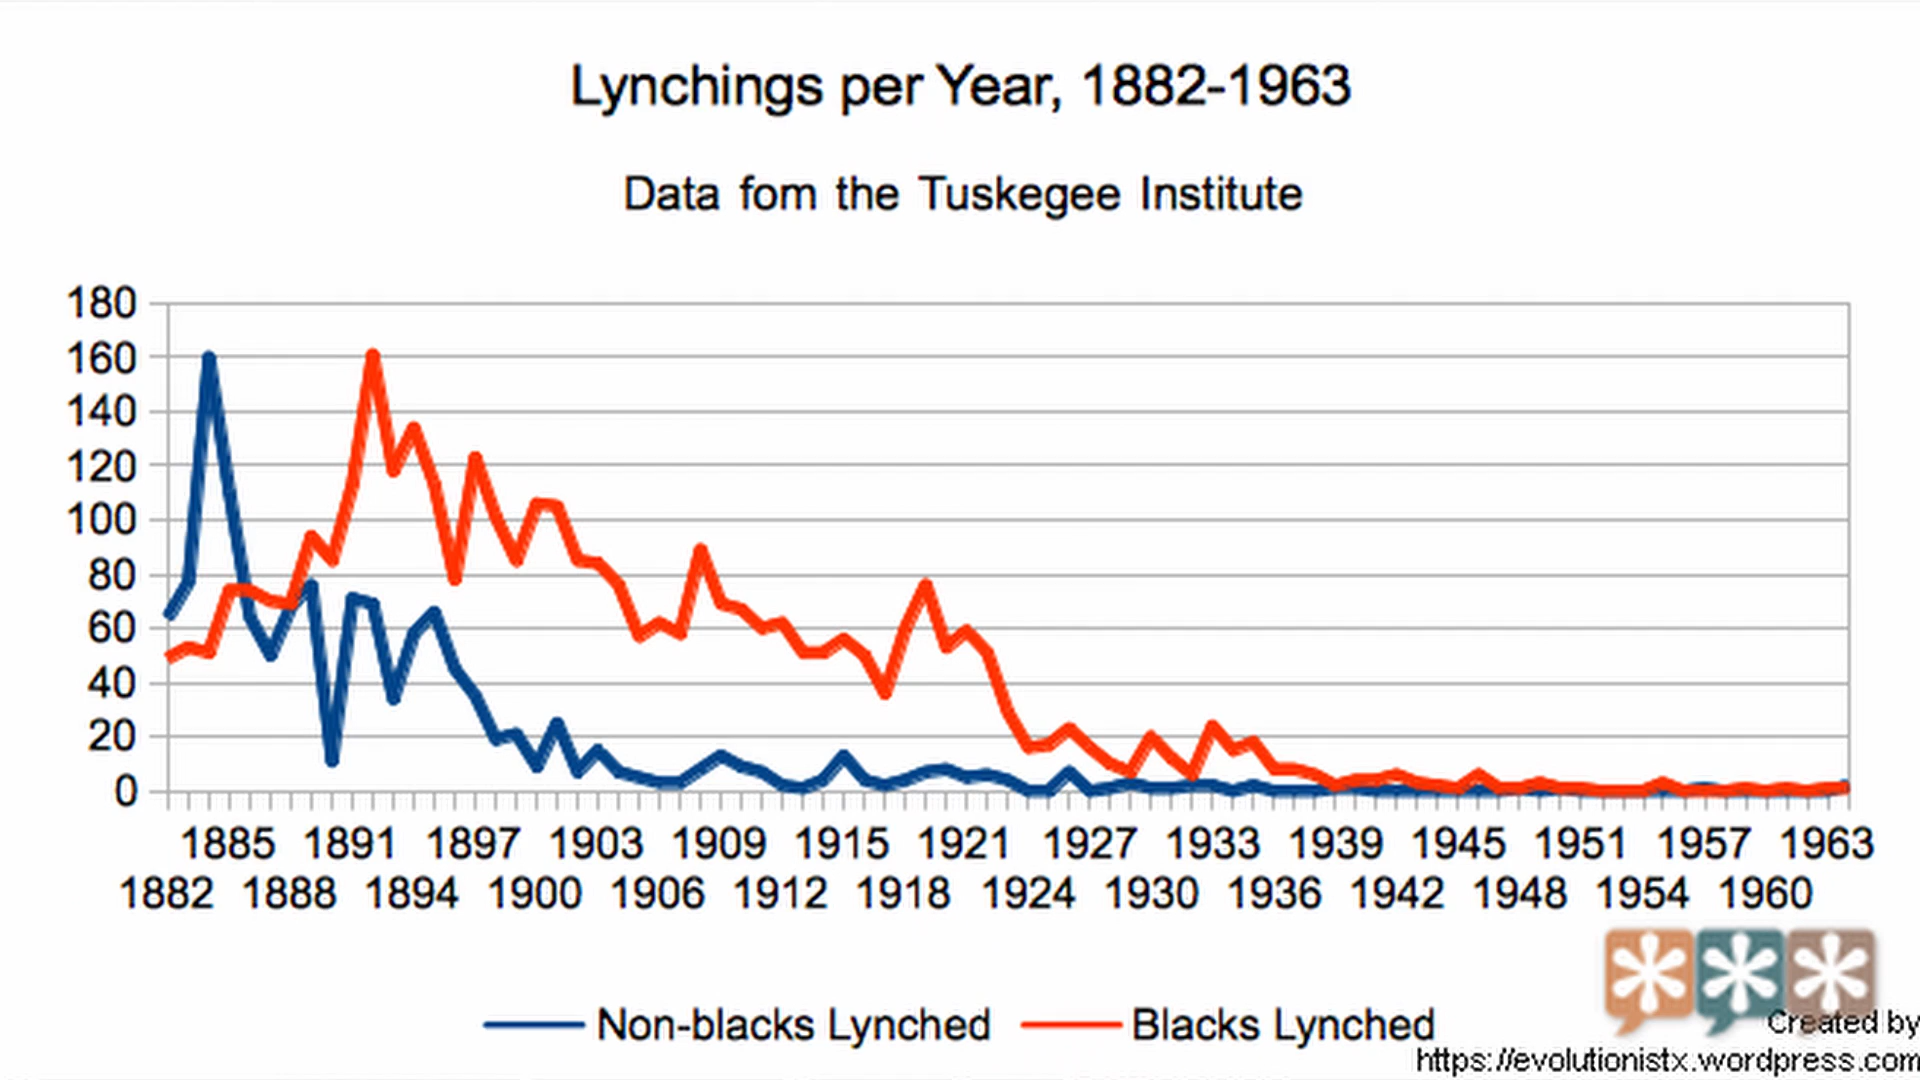 Lynchings per Year, 1882-1963
Data fom the Tuskegee Institute
180
160
140
120
100
80
60
40
20
0
1885 1891 1897 1903 1909 1915 1921 1927 1933 1939 1945 1951 1957 1963
1882 1888 1894 1900 1906 1912 1918 1924 1930 1936 1942 1948 1954 1960
Non-blacks Lynched Blacks Lynched
Created by
https://evolutionistx.wordpress.com